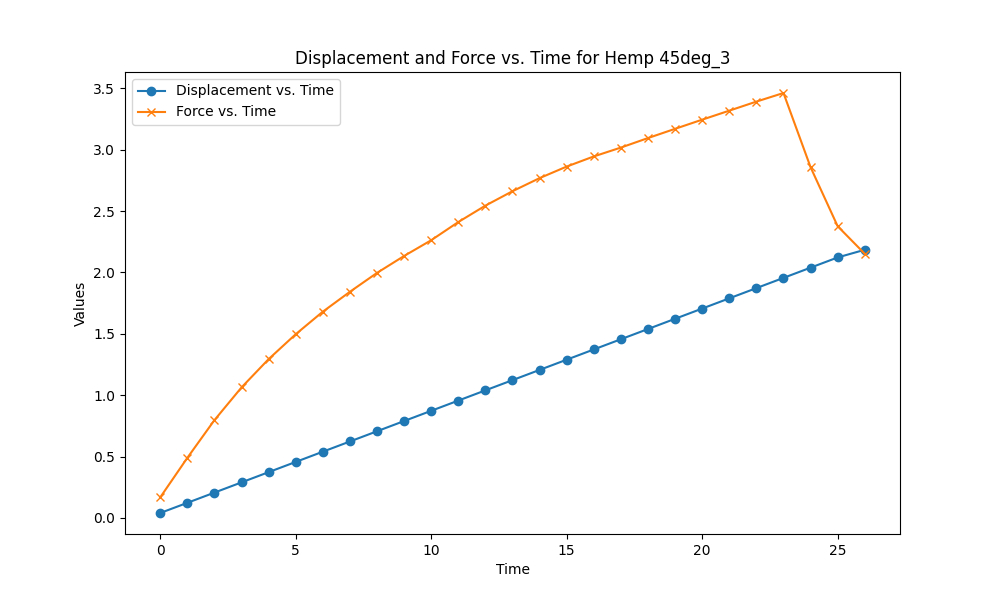 Displacement and Force vs. Time for Hemp 45deg_3
Displacement vs. Time
Force vs. Time
3.5
3.0
2.5
2.0
1.5
1.0
0.5
0.0
Values
0 5 10 15 20 25
Time